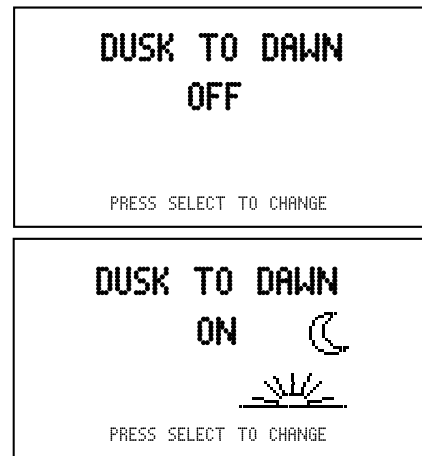 DUSK TO DAWN
OFF
PRESS SELECT TO CHANGE
DUSK TO DAWN
ON
PRESS SELECT TO CHANGE